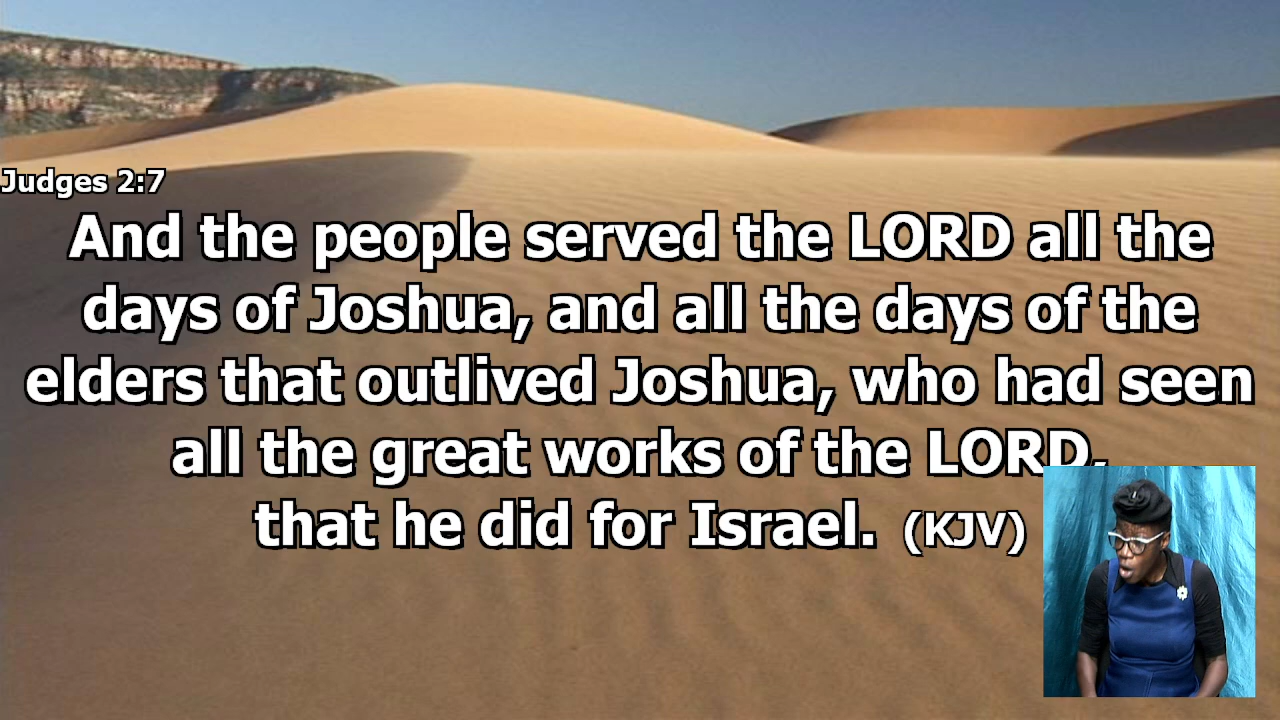 Judges 2:7
And the people served the LORD all the
days of Joshua, and all the days of the
elders that outlived Joshua, who had seen
all the great works of the LORD,
that he did for Israel. (KJV)